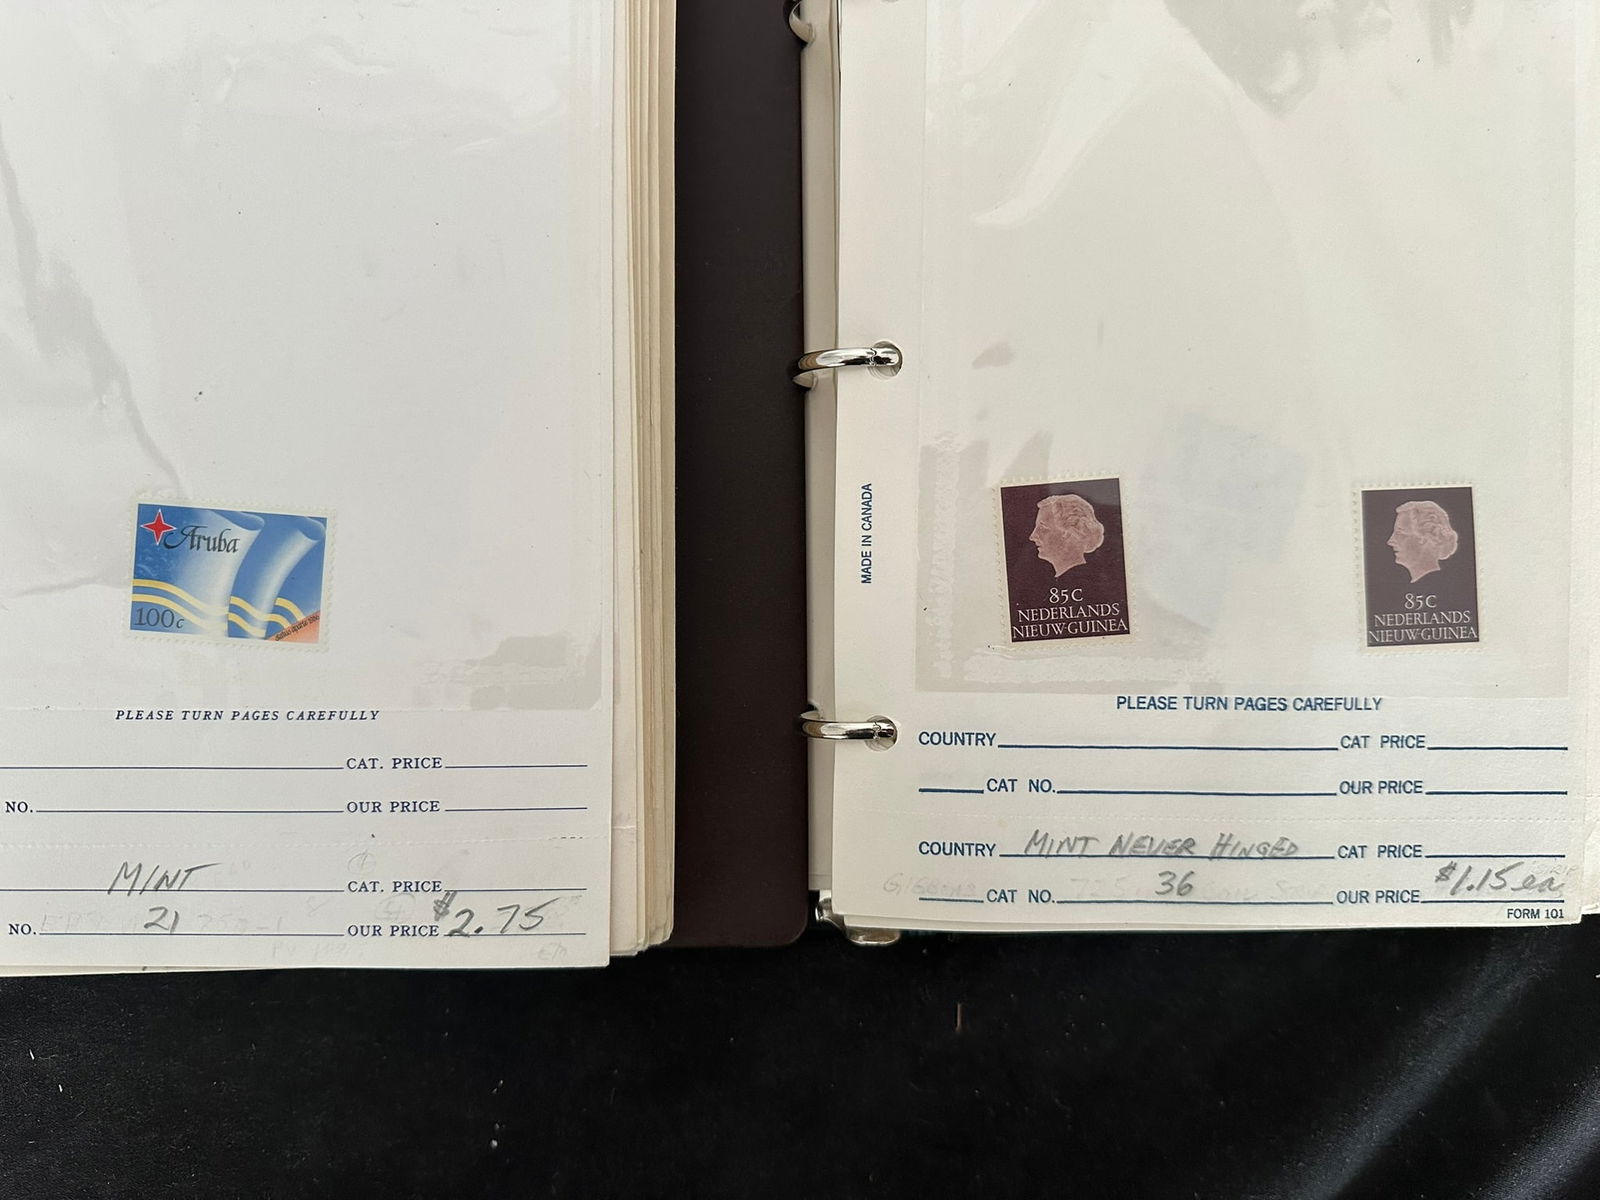 Aruba
100c
status aparte 1986
PLEASE TURN PAGES CAREFULLY
CAT. PRICE
NO. OUR PRICE
MINT CAT. PRICE
NO. 21 OUR PRICE $2.75
MADE IN CANADA
85C
NEDERLANDS
NIEUW-GUINEA
85C
NEDERLANDS
NIEUW-GUINEA
PLEASE TURN PAGES CAREFULLY
COUNTRY CAT PRICE
CAT NO. OUR PRICE
COUNTRY MINT NEVER HINGED CAT PRICE
CAT NO. 36 OUR PRICE $1.15 ea
FORM 101